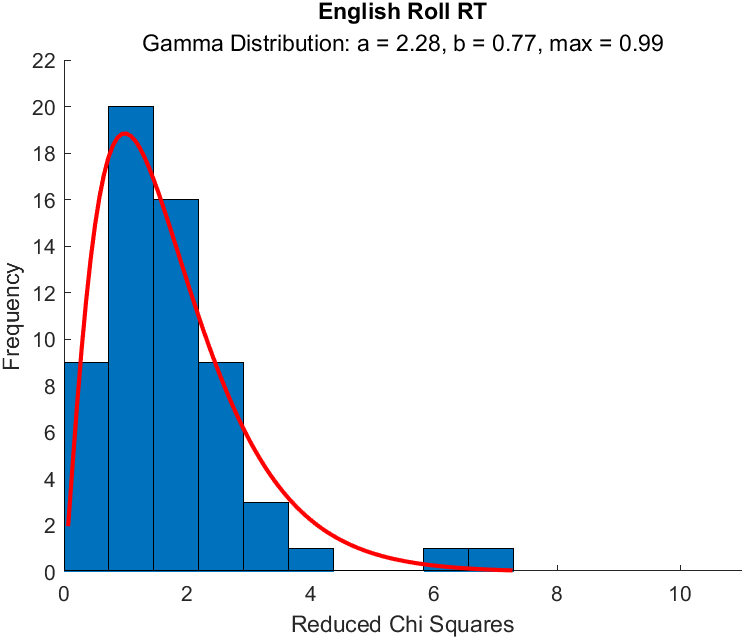 English Roll RT
Gamma Distribution: a = 2.28, b = 0.77, max = 0.99
22
20
18
16
14
12
10
8
6
4
2
0
Frequency
0 2 4 6 8 10
Reduced Chi Squares